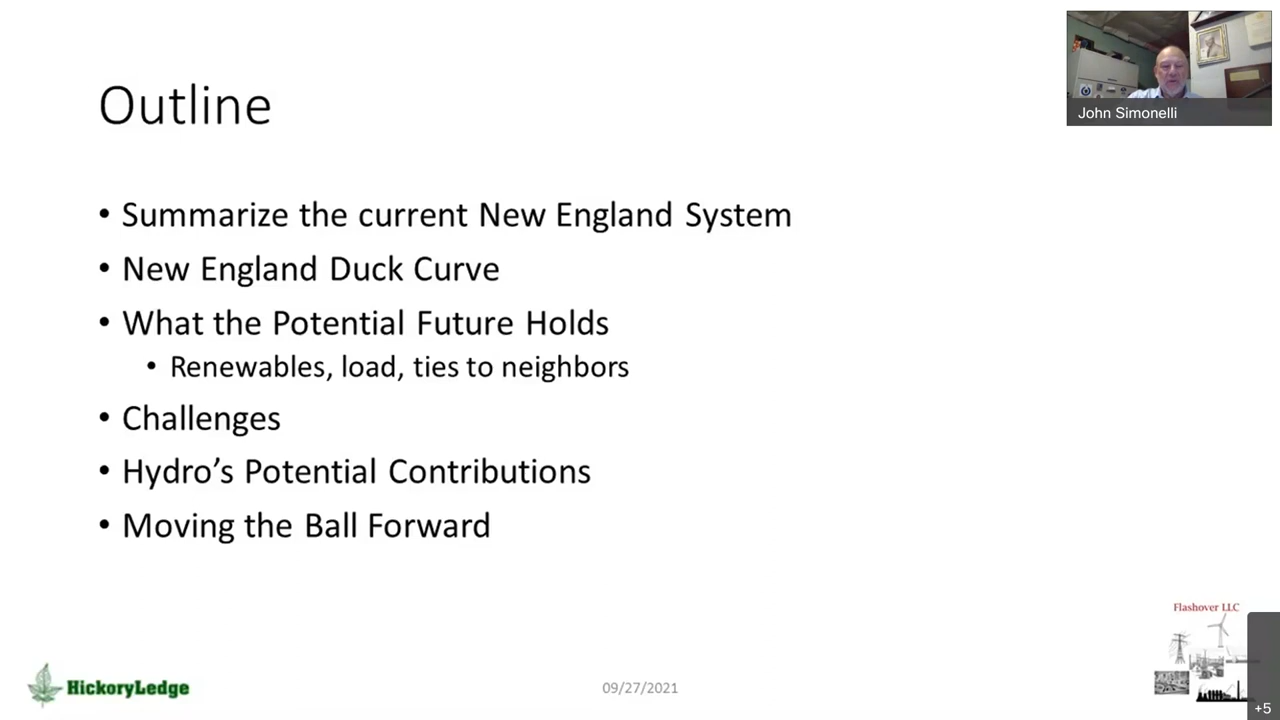 John Simonelli
Outline
• Summarize the current New England System
• New England Duck Curve
• What the Potential Future Holds
• Renewables, load, ties to neighbors
• Challenges
• Hydro’s Potential Contributions
• Moving the Ball Forward
Flashover LLC
HickoryLedge
09/27/2021
+5